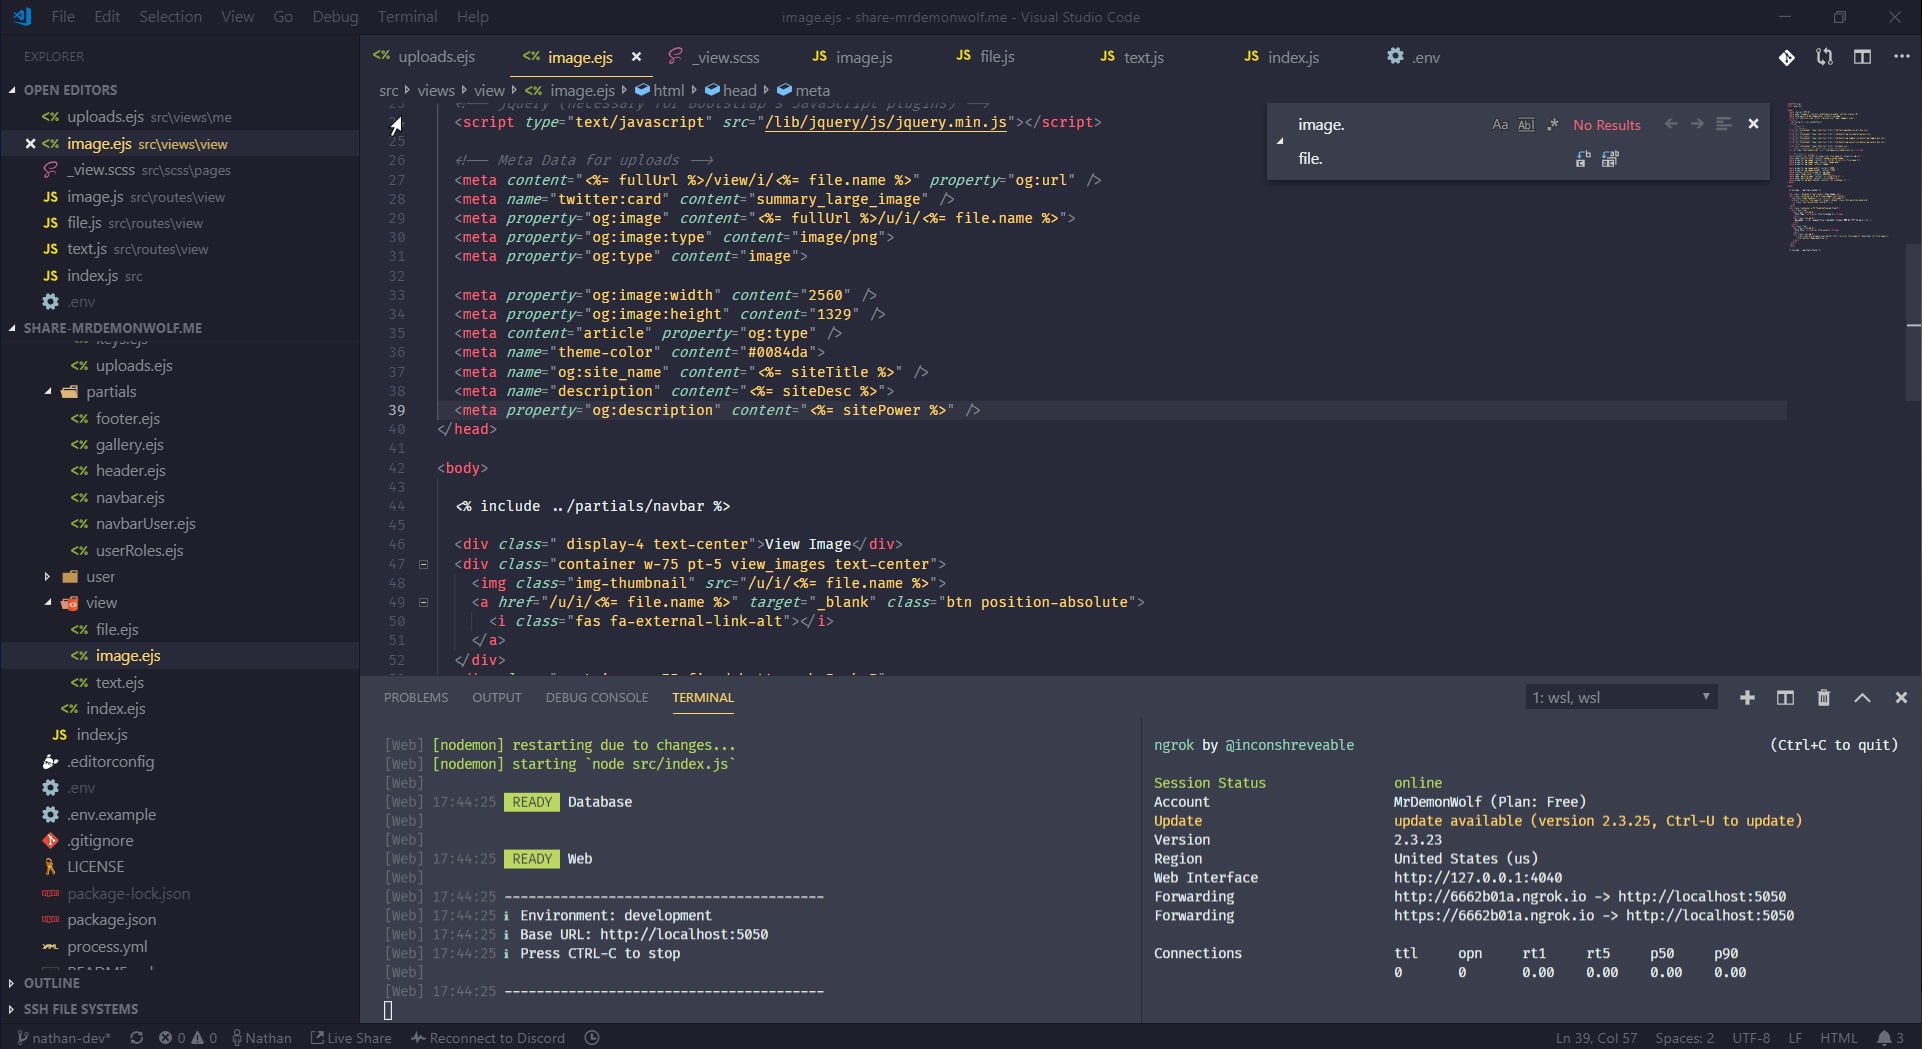 File Edit Selection View Go Debug Terminal Help
image.ejs - share-mrdemonwolf.me - Visual Studio Code
EXPLORER
OPEN EDITORS
<% uploads.ejs src\views\me
<% image.ejs src\views\view
_view.scss src\scss\pages
JS image.js src\routes\view
JS file.js src\routes\view
JS text.js src\routes\view
JS index.js src
.env
SHARE-MRDEMONWOLF.ME
keys.ejs
<% uploads.ejs
partials
<% footer.ejs
<% gallery.ejs
<% header.ejs
<% navbar.ejs
<% navbarUser.ejs
<% userRoles.ejs
user
view
<% file.ejs
<% image.ejs
<% text.ejs
<% index.ejs
JS index.js
.editorconfig
.env
.env.example
.gitignore
LICENSE
package-lock.json
package.json
process.yml
OUTLINE
SSH FILE SYSTEMS
<% uploads.ejs
<% image.ejs
_view.scss
JS image.js
JS file.js
JS text.js
JS index.js
.env
src views view <% image.ejs html head meta
23 <!-- jQuery (necessary for Bootstrap's JavaScript plugins) -->
<script type="text/javascript" src="/lib/jquery/js/jquery.min.js"></script>
25
26 <!-- Meta Data for uploads -->
27 <meta content="<%= fullUrl %>/view/i/<%= file.name %>" property="og:url" />
28 <meta name="twitter:card" content="summary_large_image" />
29 <meta property="og:image" content="<%= fullUrl %>/u/i/<%= file.name %>">
30 <meta property="og:image:type" content="image/png">
31 <meta property="og:type" content="image">
32
33 <meta property="og:image:width" content="2560" />
34 <meta property="og:image:height" content="1329" />
35 <meta content="article" property="og:type" />
36 <meta name="theme-color" content="#0084da">
37 <meta name="og:site_name" content="<%= siteTitle %>" />
38 <meta name="description" content="<%= siteDesc %>">
39 <meta property="og:description" content="<%= sitePower %>" />
40 </head>
41
42 <body>
43
44 <% include ../partials/navbar %>
45
46 <div class=" display-4 text-center">View Image</div>
47 <div class="container w-75 pt-5 view_images text-center">
48 <img class="img-thumbnail" src="/u/i/<%= file.name %>">
49 <a href="/u/i/<%= file.name %>" target="_blank" class="btn position-absolute">
50 <i class="fas fa-external-link-alt"></i>
51 </a>
52 </div>
image. Aa Abl .* No Results
file.
PROBLEMS OUTPUT DEBUG CONSOLE TERMINAL
1: wsl, wsl
[Web] [nodemon] restarting due to changes...
[Web] [nodemon] starting `node src/index.js`
[Web]
[Web] 17:44:25 READY Database
[Web]
[Web]
[Web] 17:44:25 READY Web
[Web]
[Web] 17:44:25 ----------------------------------------
[Web] 17:44:25 i Environment: development
[Web] 17:44:25 i Base URL: http://localhost:5050
[Web] 17:44:25 i Press CTRL-C to stop
[Web]
[Web] 17:44:25 ----------------------------------------
ngrok by @inconshreveable (Ctrl+C to quit)
Session Status online
Account MrDemonWolf (Plan: Free)
Update update available (version 2.3.25, Ctrl-U to update)
Version 2.3.23
Region United States (us)
Web Interface http://127.0.0.1:4040
Forwarding http://6662b01a.ngrok.io -> http://localhost:5050
Forwarding https://6662b01a.ngrok.io -> http://localhost:5050
Connections ttl opn rt1 rt5 p50 p90
0 0 0.00 0.00 0.00 0.00
nathan-dev* 0 0 Nathan Live Share Reconnect to Discord
Ln 39, Col 57 Spaces: 2 UTF-8 LF HTML 3